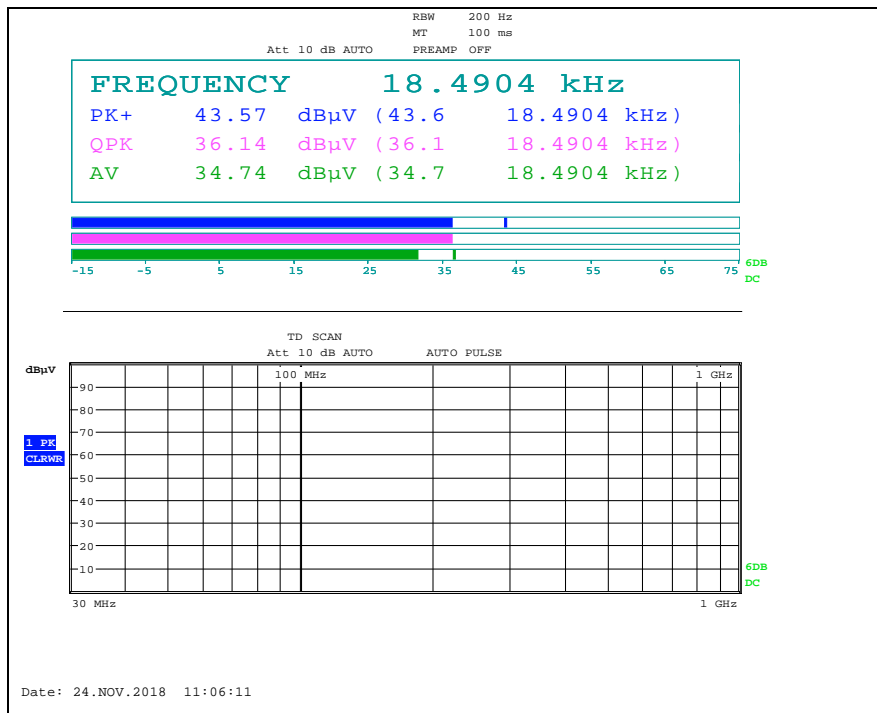 RBW 200 Hz
MT 100 ms
Att 10 dB AUTO PREAMP OFF
FREQUENCY 18.4904 kHz
PK+ 43.57 dBµV (43.6 18.4904 kHz)
QPK 36.14 dBµV (36.1 18.4904 kHz)
AV 34.74 dBµV (34.7 18.4904 kHz)
-15 -5 5 15 25 35 45 55 65 75
6DB
DC
TD SCAN
Att 10 dB AUTO AUTO PULSE
dBµV
100 MHz 1 GHz
90
80
70
1 PK
60
CLRWR
50
40
30
20
10
6DB
DC
30 MHz 1 GHz
Date: 24.NOV.2018 11:06:11